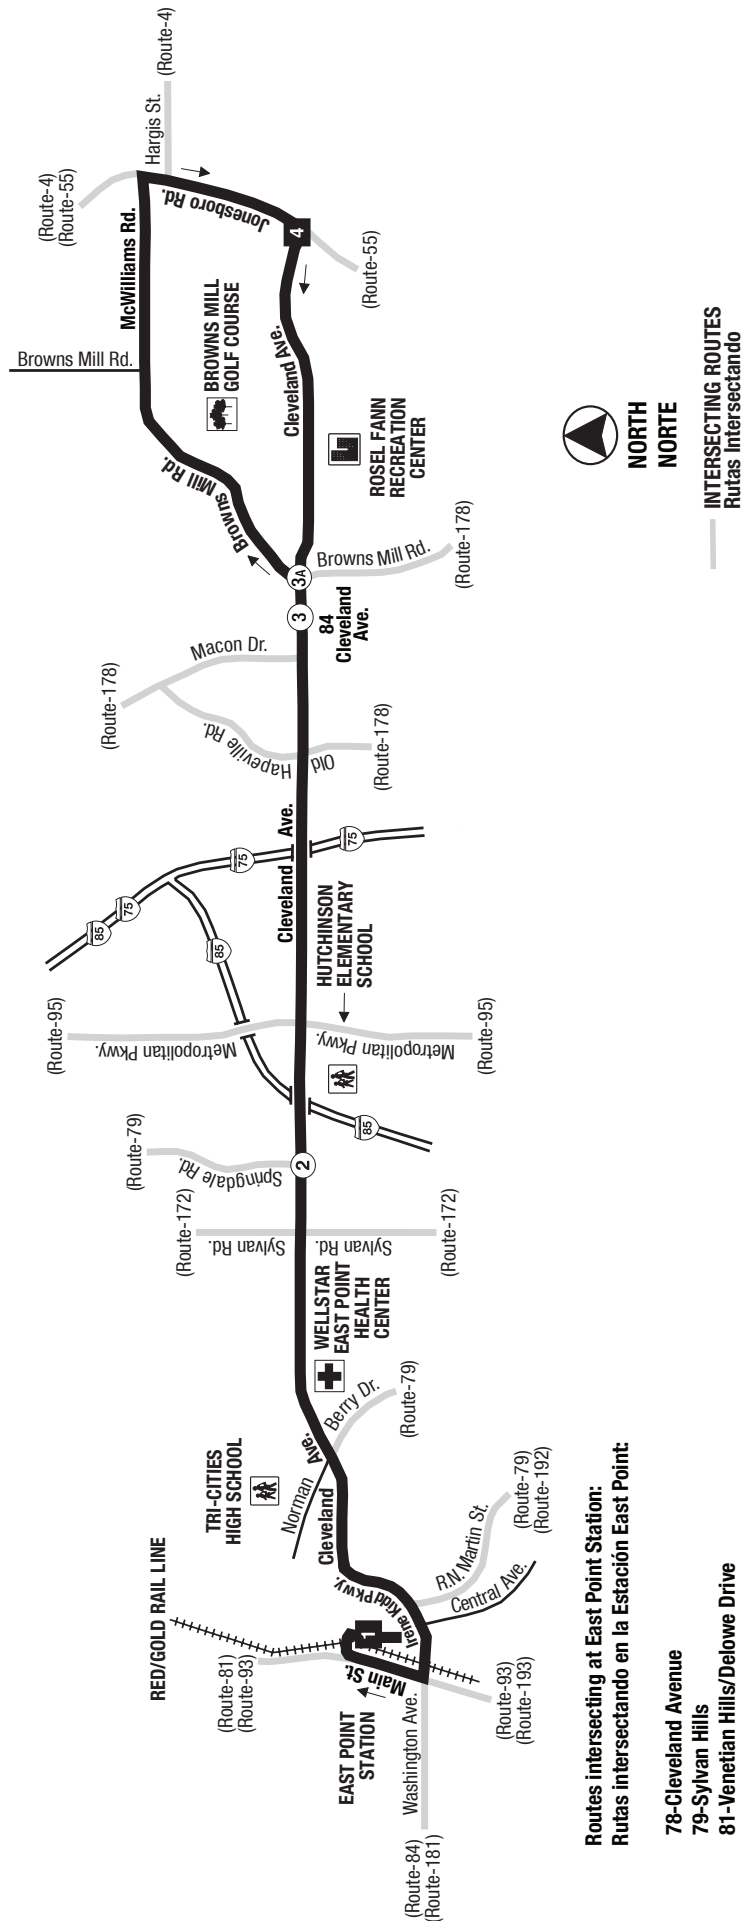 RED/GOLD RAIL LINE
(Route-81)
(Route-93)
EAST POINT
STATION
Main St.
1
Washington Ave.
(Route-84)
(Route-181)
(Route-93)
(Route-193)
Irene Kidd Pkwy.
Central Ave.
R.N. Martin St.
(Route-79)
(Route-192)
TRI-CITIES
HIGH SCHOOL
Norman
Cleveland
Ave.
Berry Dr.
(Route-79)
WELLSTAR
EAST POINT
HEALTH
CENTER
(Route-172)
Sylvan Rd.
Sylvan Rd.
(Route-172)
(Route-79)
Springdale Rd.
2
85
(Route-95)
Metropolitan Pkwy.
Metropolitan Pkwy.
(Route-95)
HUTCHINSON
ELEMENTARY
SCHOOL
85
85
75
75
75
Cleveland
Ave.
Old
Hapeville Rd.
(Route-178)
(Route-178)
Macon Dr.
3
84
Cleveland
Ave.
3A
Browns Mill Rd.
(Route-178)
Browns
Mill Rd.
Browns Mill Rd.
McWilliams Rd.
BROWNS MILL
GOLF COURSE
Cleveland Ave.
ROSEL FANN
RECREATION
CENTER
(Route-4)
(Route-55)
Hargis St.
(Route-4)
Jonesboro Rd.
4
(Route-55)
NORTH
NORTE
INTERSECTING ROUTES
Rutas Intersectando
Routes intersecting at East Point Station:
Rutas intersectando en la Estación East Point:
78-Cleveland Avenue
79-Sylvan Hills
81-Venetian Hills/Delowe Drive